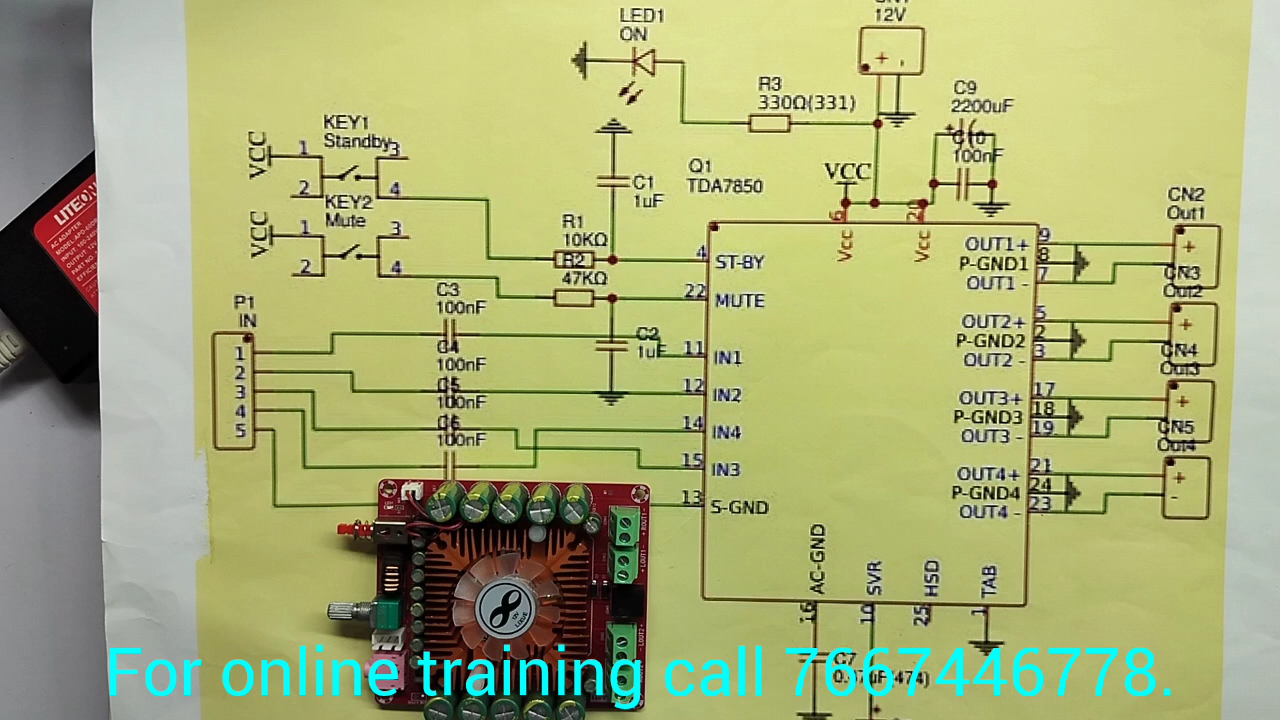 LED1
ON
12V
R3
330Ω(331)
C9
2200uF
100nF
KEY1
Standby
VCC
1
3
2
4
KEY2
Mute
VCC
1
3
2
4
C1
1uF
Q1
TDA7850
VCC
6
20
Vcc
Vcc
R1
10KΩ
R2
47KΩ
4 ST-BY
22 MUTE
C3
100nF
C4
100nF
C5
100nF
C6
100nF
C2
1uF
P1
IN
1
2
3
4
5
11 IN1
12 IN2
14 IN4
15 IN3
13 S-GND
OUT1+ 9
P-GND1 8
OUT1 - 7
OUT2+ 5
P-GND2 2
OUT2 - 3
OUT3+ 17
P-GND3 18
OUT3 - 19
OUT4+ 21
P-GND4 24
OUT4 - 23
CN2
Out1
CN3
Out2
CN4
Out3
CN5
Out4
AC-GND
SVR
HSD
TAB
16
10
25
1
C7
LITEON
AC ADAPTER
For online training call 7667446778.